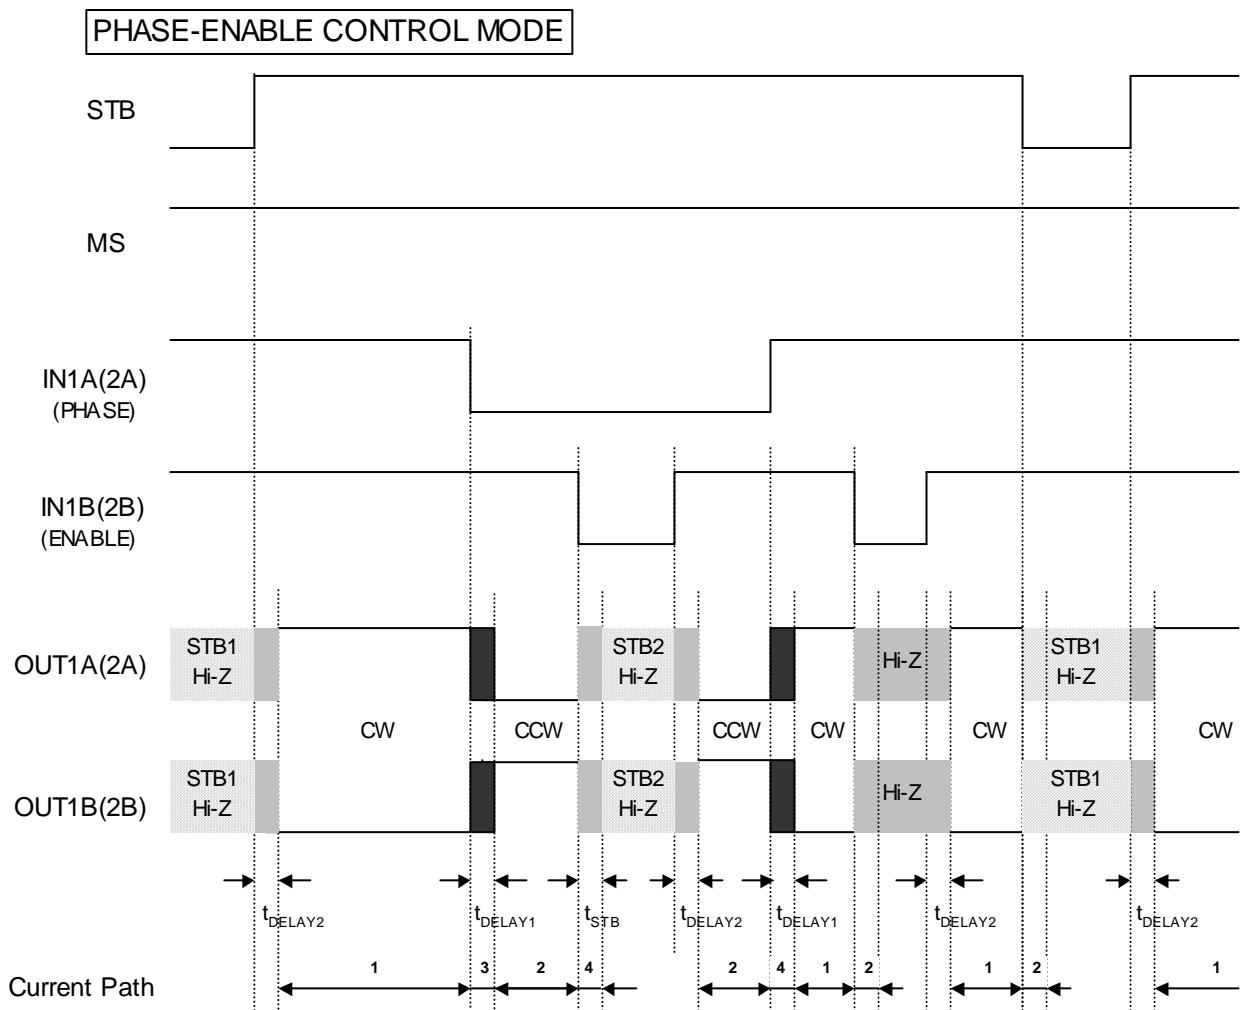 PHASE-ENABLE CONTROL MODE
STB
MS
IN1A(2A)
(PHASE)
IN1B(2B)
(ENABLE)
OUT1A(2A)
STB1
Hi-Z
STB2
Hi-Z
Hi-Z
STB1
Hi-Z
CW
CCW
CCW
CW
CW
CW
OUT1B(2B)
STB1
Hi-Z
STB2
Hi-Z
Hi-Z
STB1
Hi-Z
tDELAY2
tDELAY1
tSTB
tDELAY2
tDELAY1
tDELAY2
tDELAY2
Current Path
1 3 2 4 2 4 1 2 1 2 1